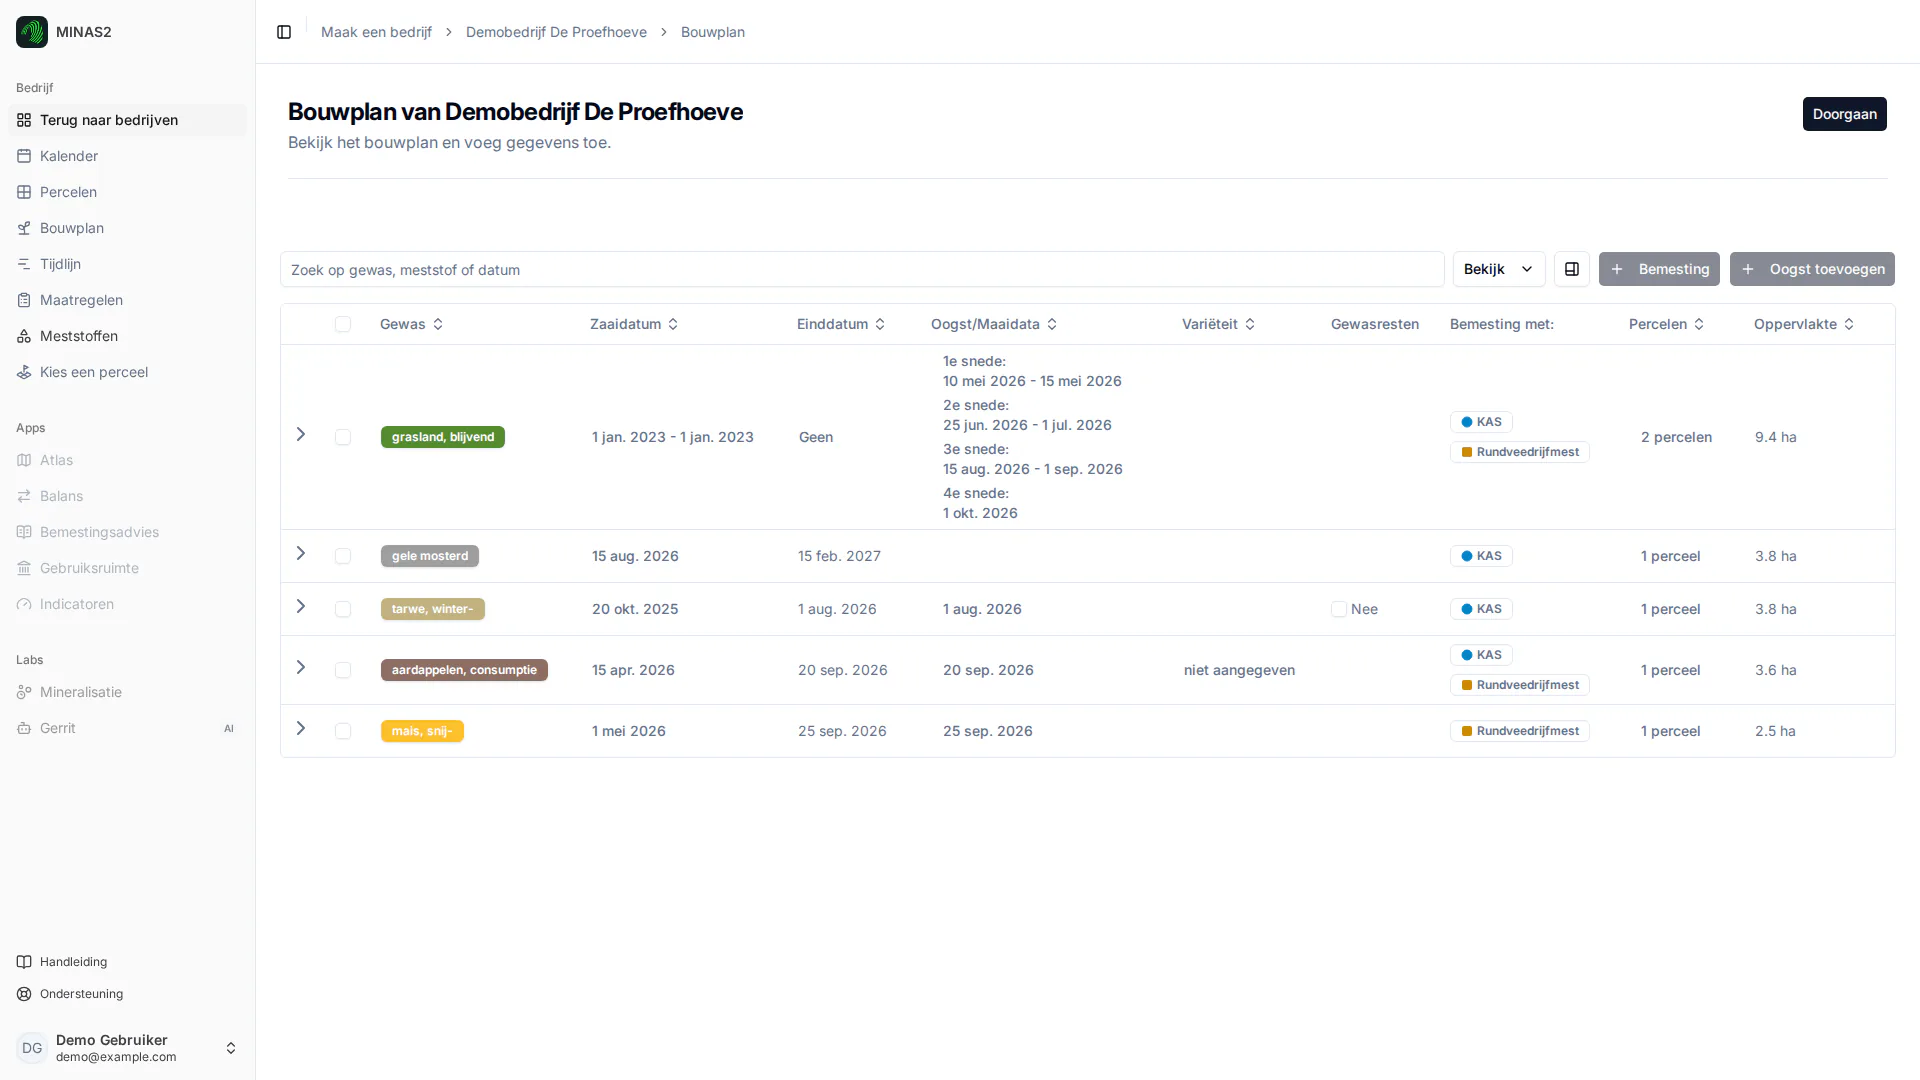 MINAS2
Bedrijf
Terug naar bedrijven
Kalender
Percelen
Bouwplan
Tijdlijn
Maatregelen
Meststoffen
Kies een perceel
Apps
Atlas
Balans
Bemestingsadvies
Gebruiksruimte
Indicatoren
Labs
Mineralisatie
Gerrit AI
Handleiding
Ondersteuning
DG
Demo Gebruiker
demo@example.com
Maak een bedrijf > Demobedrijf De Proefhoeve > Bouwplan
Bouwplan van Demobedrijf De Proefhoeve
Bekijk het bouwplan en voeg gegevens toe.
Doorgaan
Zoek op gewas, meststof of datum
Bekijk
+ Bemesting
+ Oogst toevoegen
Gewas Zaaidatum Einddatum Oogst/Maaidata Variëteit Gewasresten Bemesting met: Percelen Oppervlakte
grasland, blijvend
1 jan. 2023 - 1 jan. 2023
Geen
1e snede:
10 mei 2026 - 15 mei 2026
2e snede:
25 jun. 2026 - 1 jul. 2026
3e snede:
15 aug. 2026 - 1 sep. 2026
4e snede:
1 okt. 2026
KAS
Rundveedrijfmest
2 percelen
9.4 ha
gele mosterd 15 aug. 2026 15 feb. 2027 KAS 1 perceel 3.8 ha
tarwe, winter- 20 okt. 2025 1 aug. 2026 1 aug. 2026 Nee KAS 1 perceel 3.8 ha
aardappelen, consumptie 15 apr. 2026 20 sep. 2026 20 sep. 2026 niet aangegeven
KAS
Rundveedrijfmest
1 perceel 3.6 ha
maïs, snij- 1 mei 2026 25 sep. 2026 25 sep. 2026 Rundveedrijfmest 1 perceel 2.5 ha